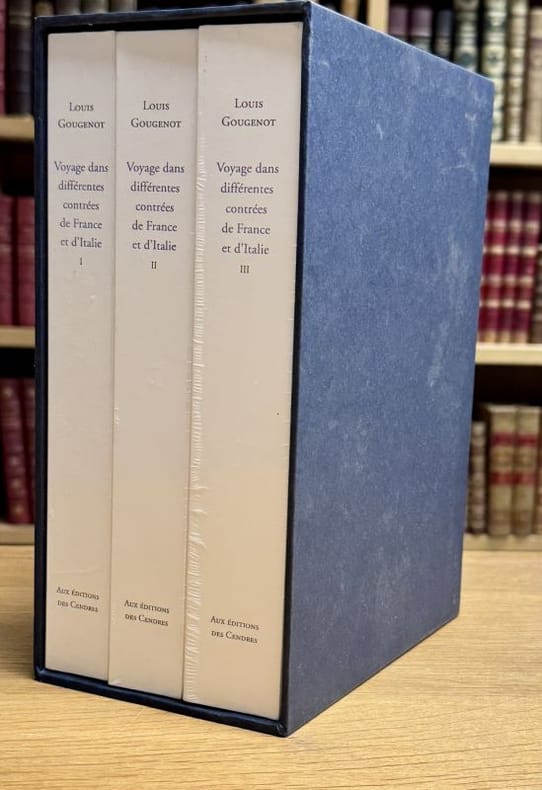 Louis
Gougenot
Voyage dans
différentes
contrées
de France
et d'Italie
I
Aux éditions
des Cendres
Louis
Gougenot
Voyage dans
différentes
contrées
de France
et d'Italie
II
Aux éditions
des Cendres
Louis
Gougenot
Voyage dans
différentes
contrées
de France
et d'Italie
III
Aux éditions
des Cendres